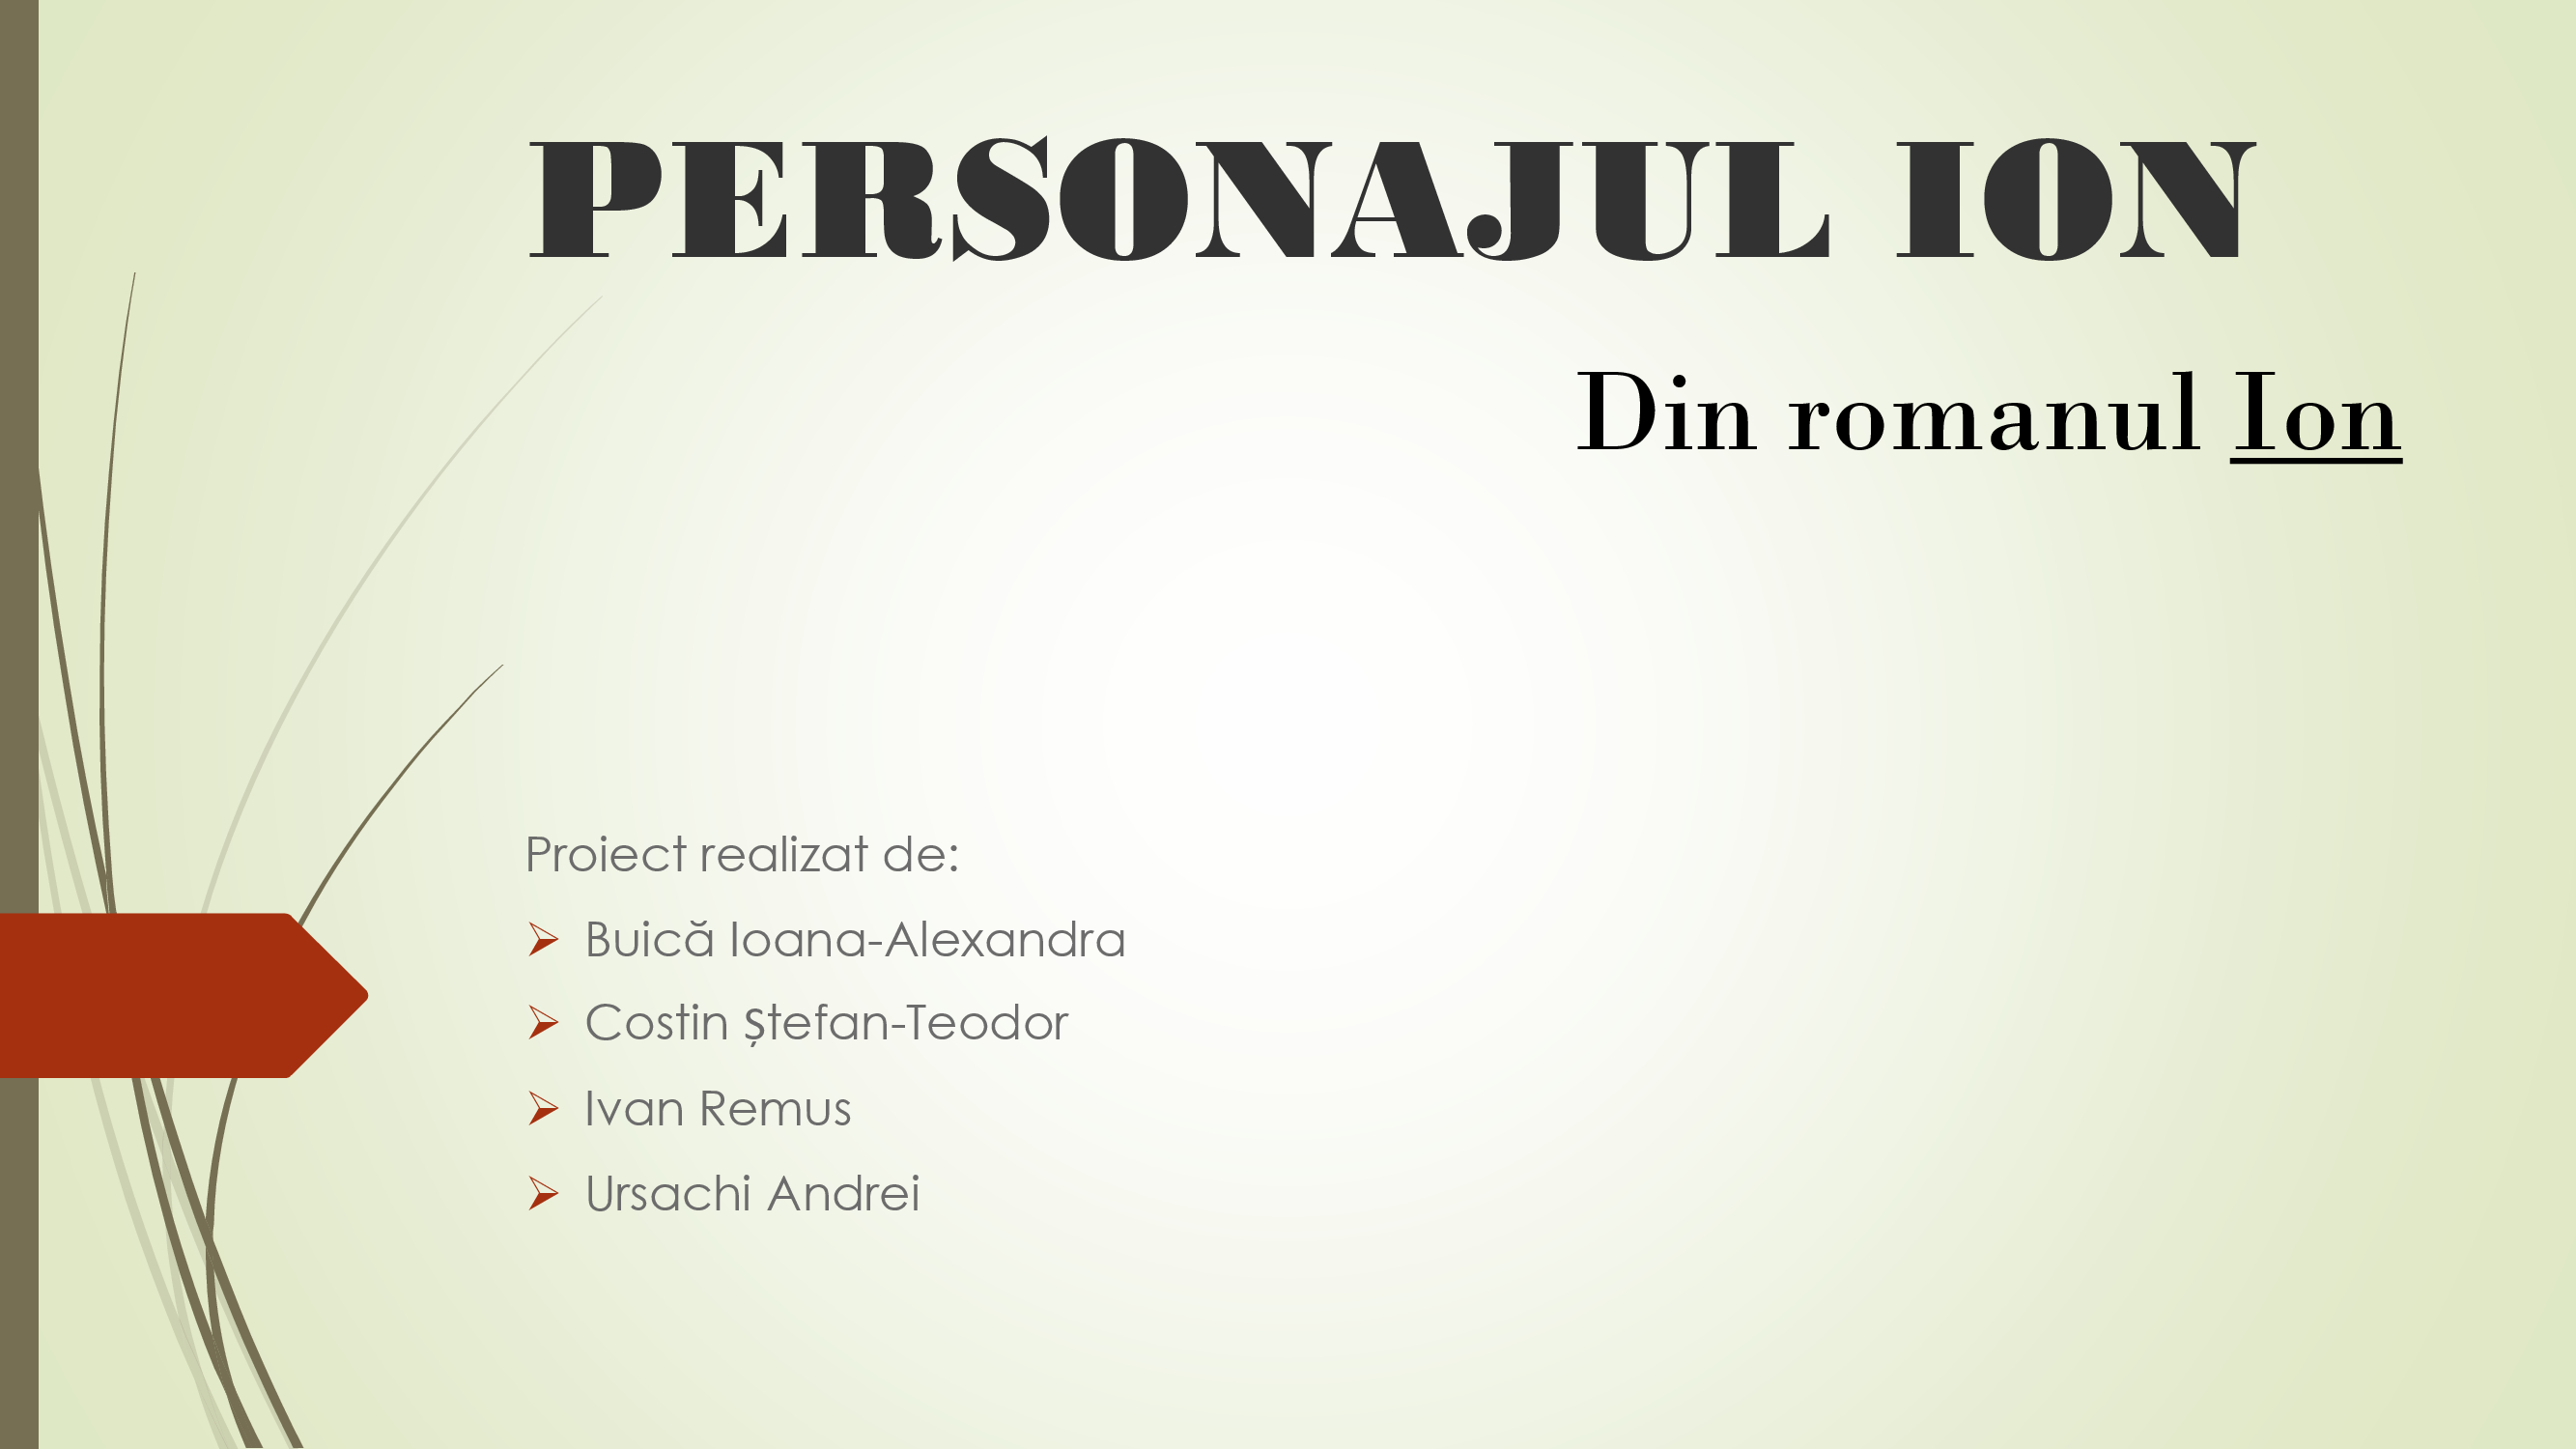 PERSONAJUL ION
Din romanul Ion
Proiect realizat de:
Buică Ioana-Alexandra
Costin ștefan-Teodor
Ivan Remus
Ursachi Andrei